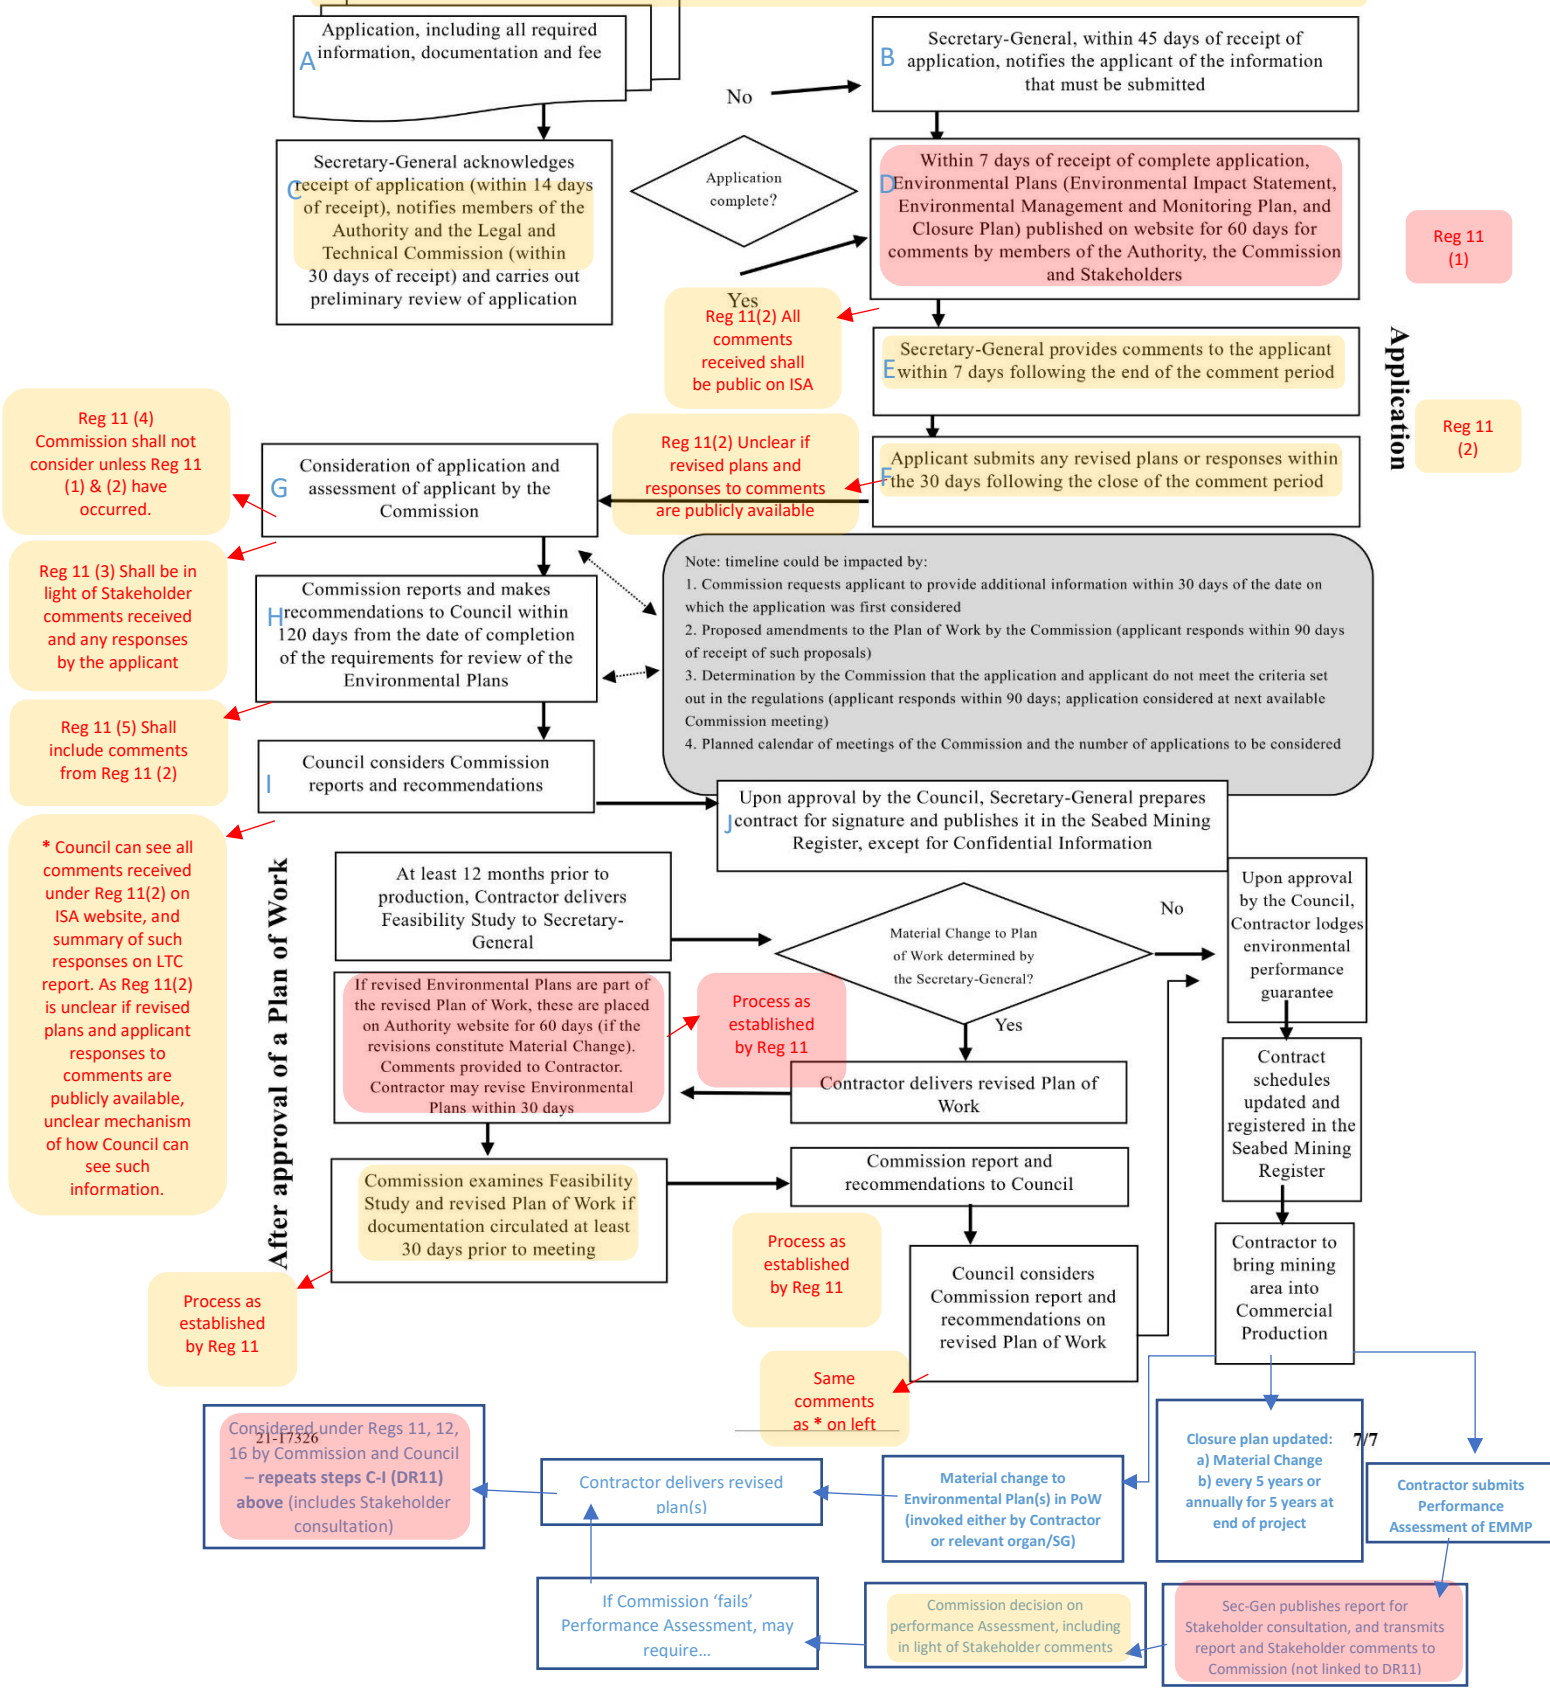 Application, including all required
information, documentation and fee
A
Secretary-General, within 45 days of receipt of
application, notifies the applicant of the information
that must be submitted
B
No
Secretary-General acknowledges
receipt of application (within 14 days
of receipt), notifies members of the
Authority and the Legal and
Technical Commission (within
30 days of receipt) and carries out
preliminary review of application
C
Application
complete?
Within 7 days of receipt of complete application,
Environmental Plans (Environmental Impact Statement,
Environmental Management and Monitoring Plan, and
Closure Plan) published on website for 60 days for
comments by members of the Authority, the Commission
and Stakeholders
D
Reg 11
(1)
Yes
Reg 11(2) All
comments
received shall
be public on ISA
Secretary-General provides comments to the applicant
within 7 days following the end of the comment period
E
Application
Reg 11
(2)
Reg 11 (4)
Commission shall not
consider unless Reg 11
(1) & (2) have
occurred.
Consideration of application and
assessment of applicant by the
Commission
G
Reg 11(2) Unclear if
revised plans and
responses to comments
are publicly available
Applicant submits any revised plans or responses within
the 30 days following the close of the comment period
F
Reg 11 (3) Shall be in
light of Stakeholder
comments received
and any responses
by the applicant
Commission reports and makes
recommendations to Council within
120 days from the date of completion
of the requirements for review of the
Environmental Plans
H
Note: timeline could be impacted by:
1. Commission requests applicant to provide additional information within 30 days of the date on
which the application was first considered
2. Proposed amendments to the Plan of Work by the Commission (applicant responds within 90 days
of receipt of such proposals)
3. Determination by the Commission that the application and applicant do not meet the criteria set
out in the regulations (applicant responds within 90 days; application considered at next available
Commission meeting)
4. Planned calendar of meetings of the Commission and the number of applications to be considered
Reg 11 (5) Shall
include comments
from Reg 11 (2)
Council considers Commission
reports and recommendations
I
Upon approval by the Council, Secretary-General prepares
contract for signature and publishes it in the Seabed Mining
Register, except for Confidential Information
J
* Council can see all
comments received
under Reg 11(2) on
ISA website, and
summary of such
responses on LTC
report. As Reg 11(2)
is unclear if revised
plans and applicant
responses to
comments are
publicly available,
unclear mechanism
of how Council can
see such
information.
After approval of a Plan of Work
At least 12 months prior to
production, Contractor delivers
Feasibility Study to Secretary-
General
Material Change to Plan
of Work determined by
the Secretary-General?
No
Upon approval
by the Council,
Contractor lodges
environmental
performance
guarantee
If revised Environmental Plans are part of
the revised Plan of Work, these are placed
on Authority website for 60 days (if the
revisions constitute Material Change).
Comments provided to Contractor.
Contractor may revise Environmental
Plans within 30 days
Process as
established
by Reg 11
Yes
Contractor delivers revised Plan of
Work
Contract
schedules
updated and
registered in the
Seabed Mining
Register
Commission examines Feasibility
Study and revised Plan of Work if
documentation circulated at least
30 days prior to meeting
Commission report and
recommendations to Council
Process as
established
by Reg 11
Process as
established
by Reg 11
Council considers
Commission report and
recommendations on
revised Plan of Work
Contractor to
bring mining
area into
Commercial
Production
Same
comments
as * on left
Considered under Regs 11, 12,
21-17326
16 by Commission and Council
– repeats steps C-I (DR11)
above (includes Stakeholder
consultation)
Contractor delivers revised
plan(s)
Material change to
Environmental Plan(s) in PoW
(invoked either by Contractor
or relevant organ/SG)
Closure plan updated:
a) Material Change
b) every 5 years or
annually for 5 years at
end of project
7/7
Contractor submits
Performance
Assessment of EMMP
If Commission ‘fails’
Performance Assessment, may
require...
Commission decision on
performance Assessment, including
in light of Stakeholder comments
Sec-Gen publishes report for
Stakeholder consultation, and transmits
report and Stakeholder comments to
Commission (not linked to DR11)